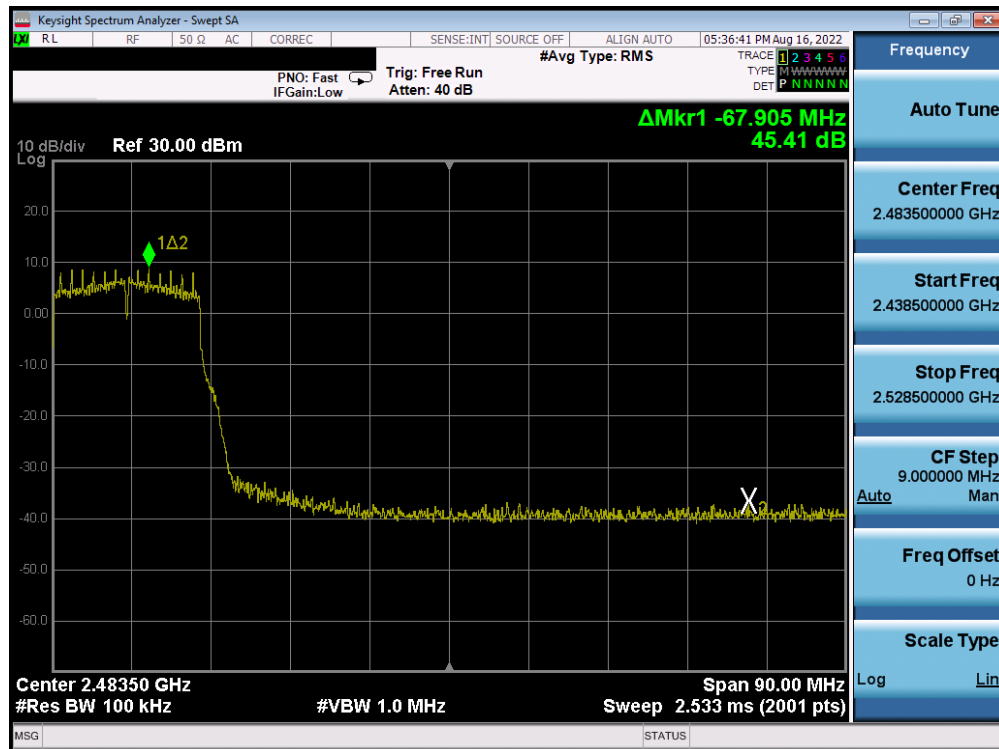 Keysight Spectrum Analyzer - Swept SA
LXI RL RF 50 Ω AC CORREC SENSE:INT SOURCE OFF ALIGN AUTO 05:36:41 PM Aug 16, 2022
#Avg Type: RMS
TRACE 1 2 3 4 5 6
PNO: Fast Trig: Free Run
TYPE M WWWWW
IFGain:Low Atten: 40 dB
DET P N N N N N
ΔMkr1 -67.905 MHz
45.41 dB
10 dB/div Ref 30.00 dBm
Log
20.0
10.0
0.00
-10.0
-20.0
-30.0
-40.0
-50.0
-60.0
1Δ2
X2
Center 2.48350 GHz Span 90.00 MHz
#Res BW 100 kHz #VBW 1.0 MHz Sweep 2.533 ms (2001 pts)
MSG STATUS
Frequency
Auto Tune
Center Freq
2.483500000 GHz
Start Freq
2.438500000 GHz
Stop Freq
2.528500000 GHz
CF Step
9.000000 MHz
Auto Man
Freq Offset
0 Hz
Scale Type
Log Lin